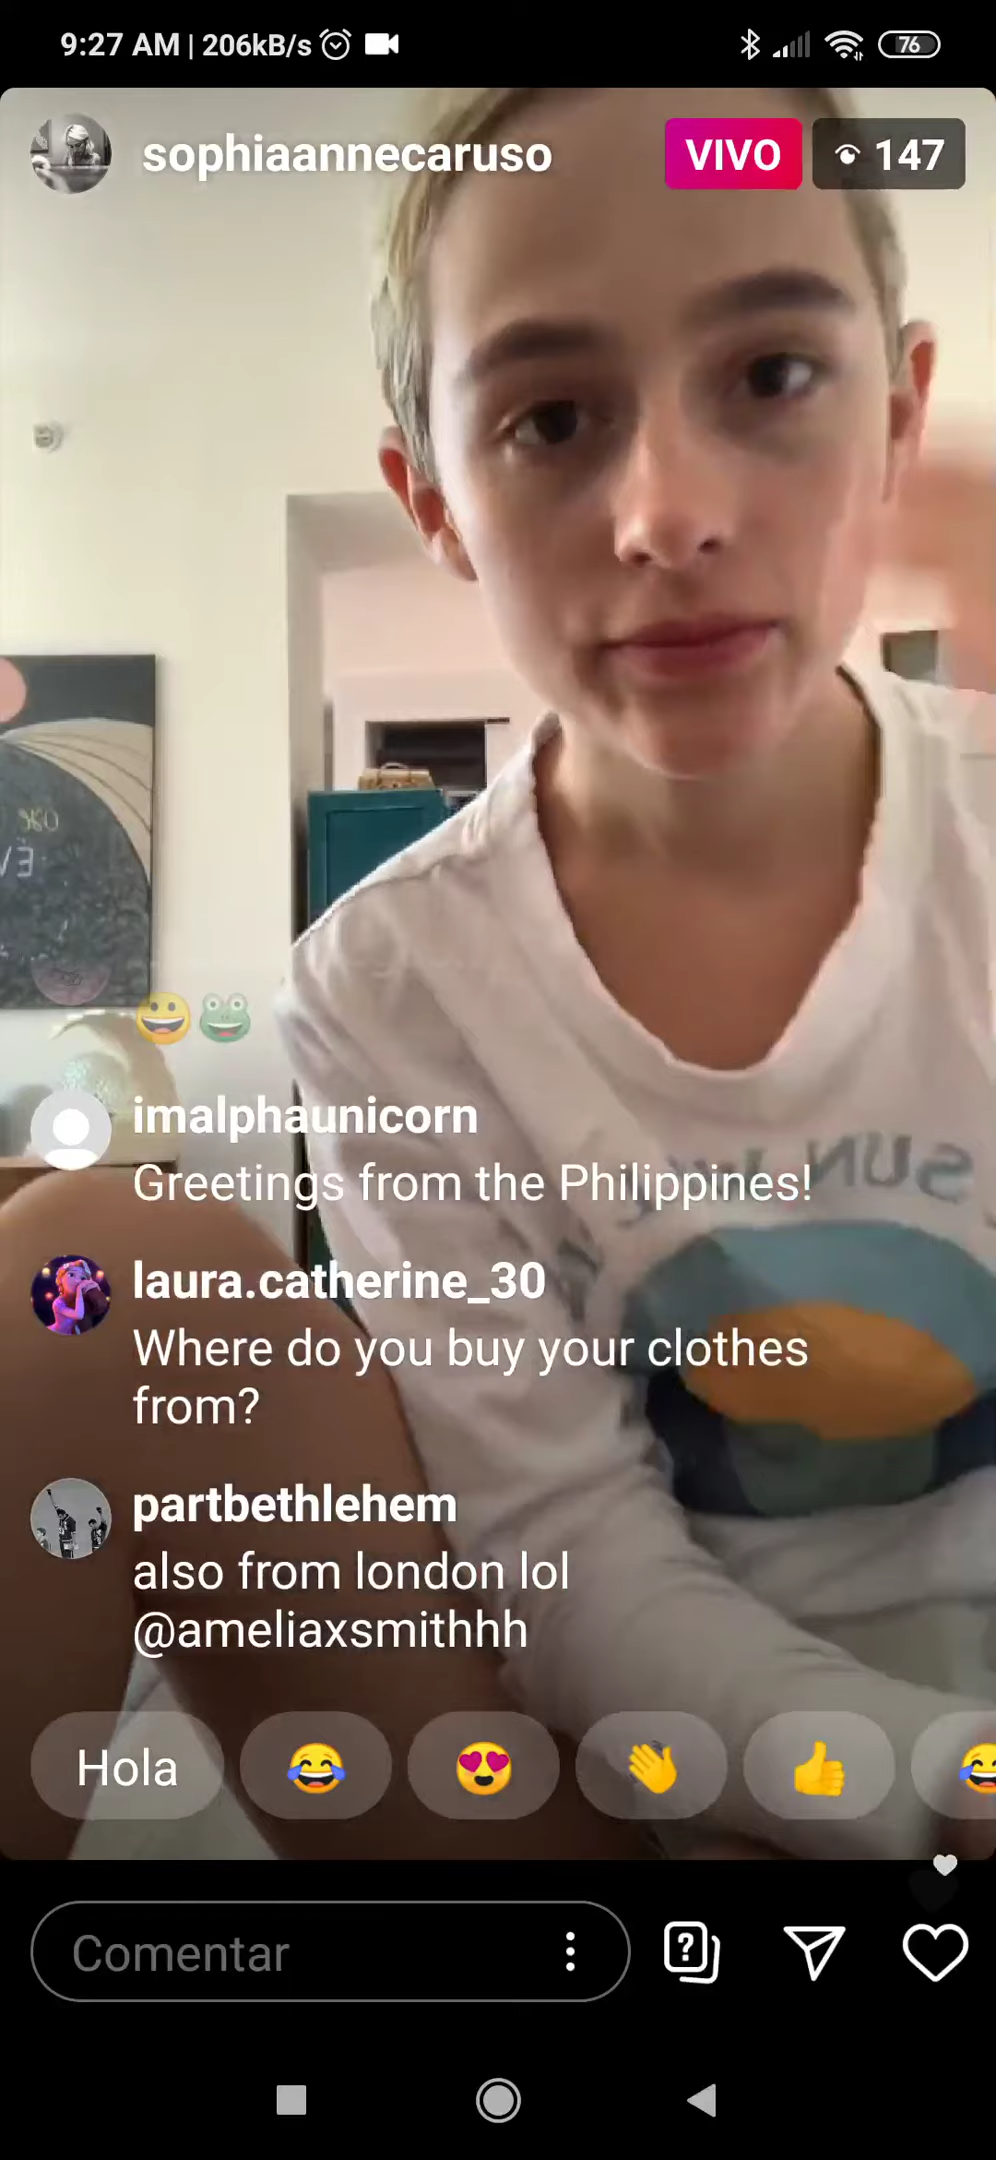 9:27 AM | 206kB/s
76
sophiaannecaruso
VIVO
147
SUN
imalphaunicorn
Greetings from the Philippines!
laura.catherine_30
Where do you buy your clothes
from?
partbethlehem
also from london lol
@ameliaxsmithhh
Hola
Comentar